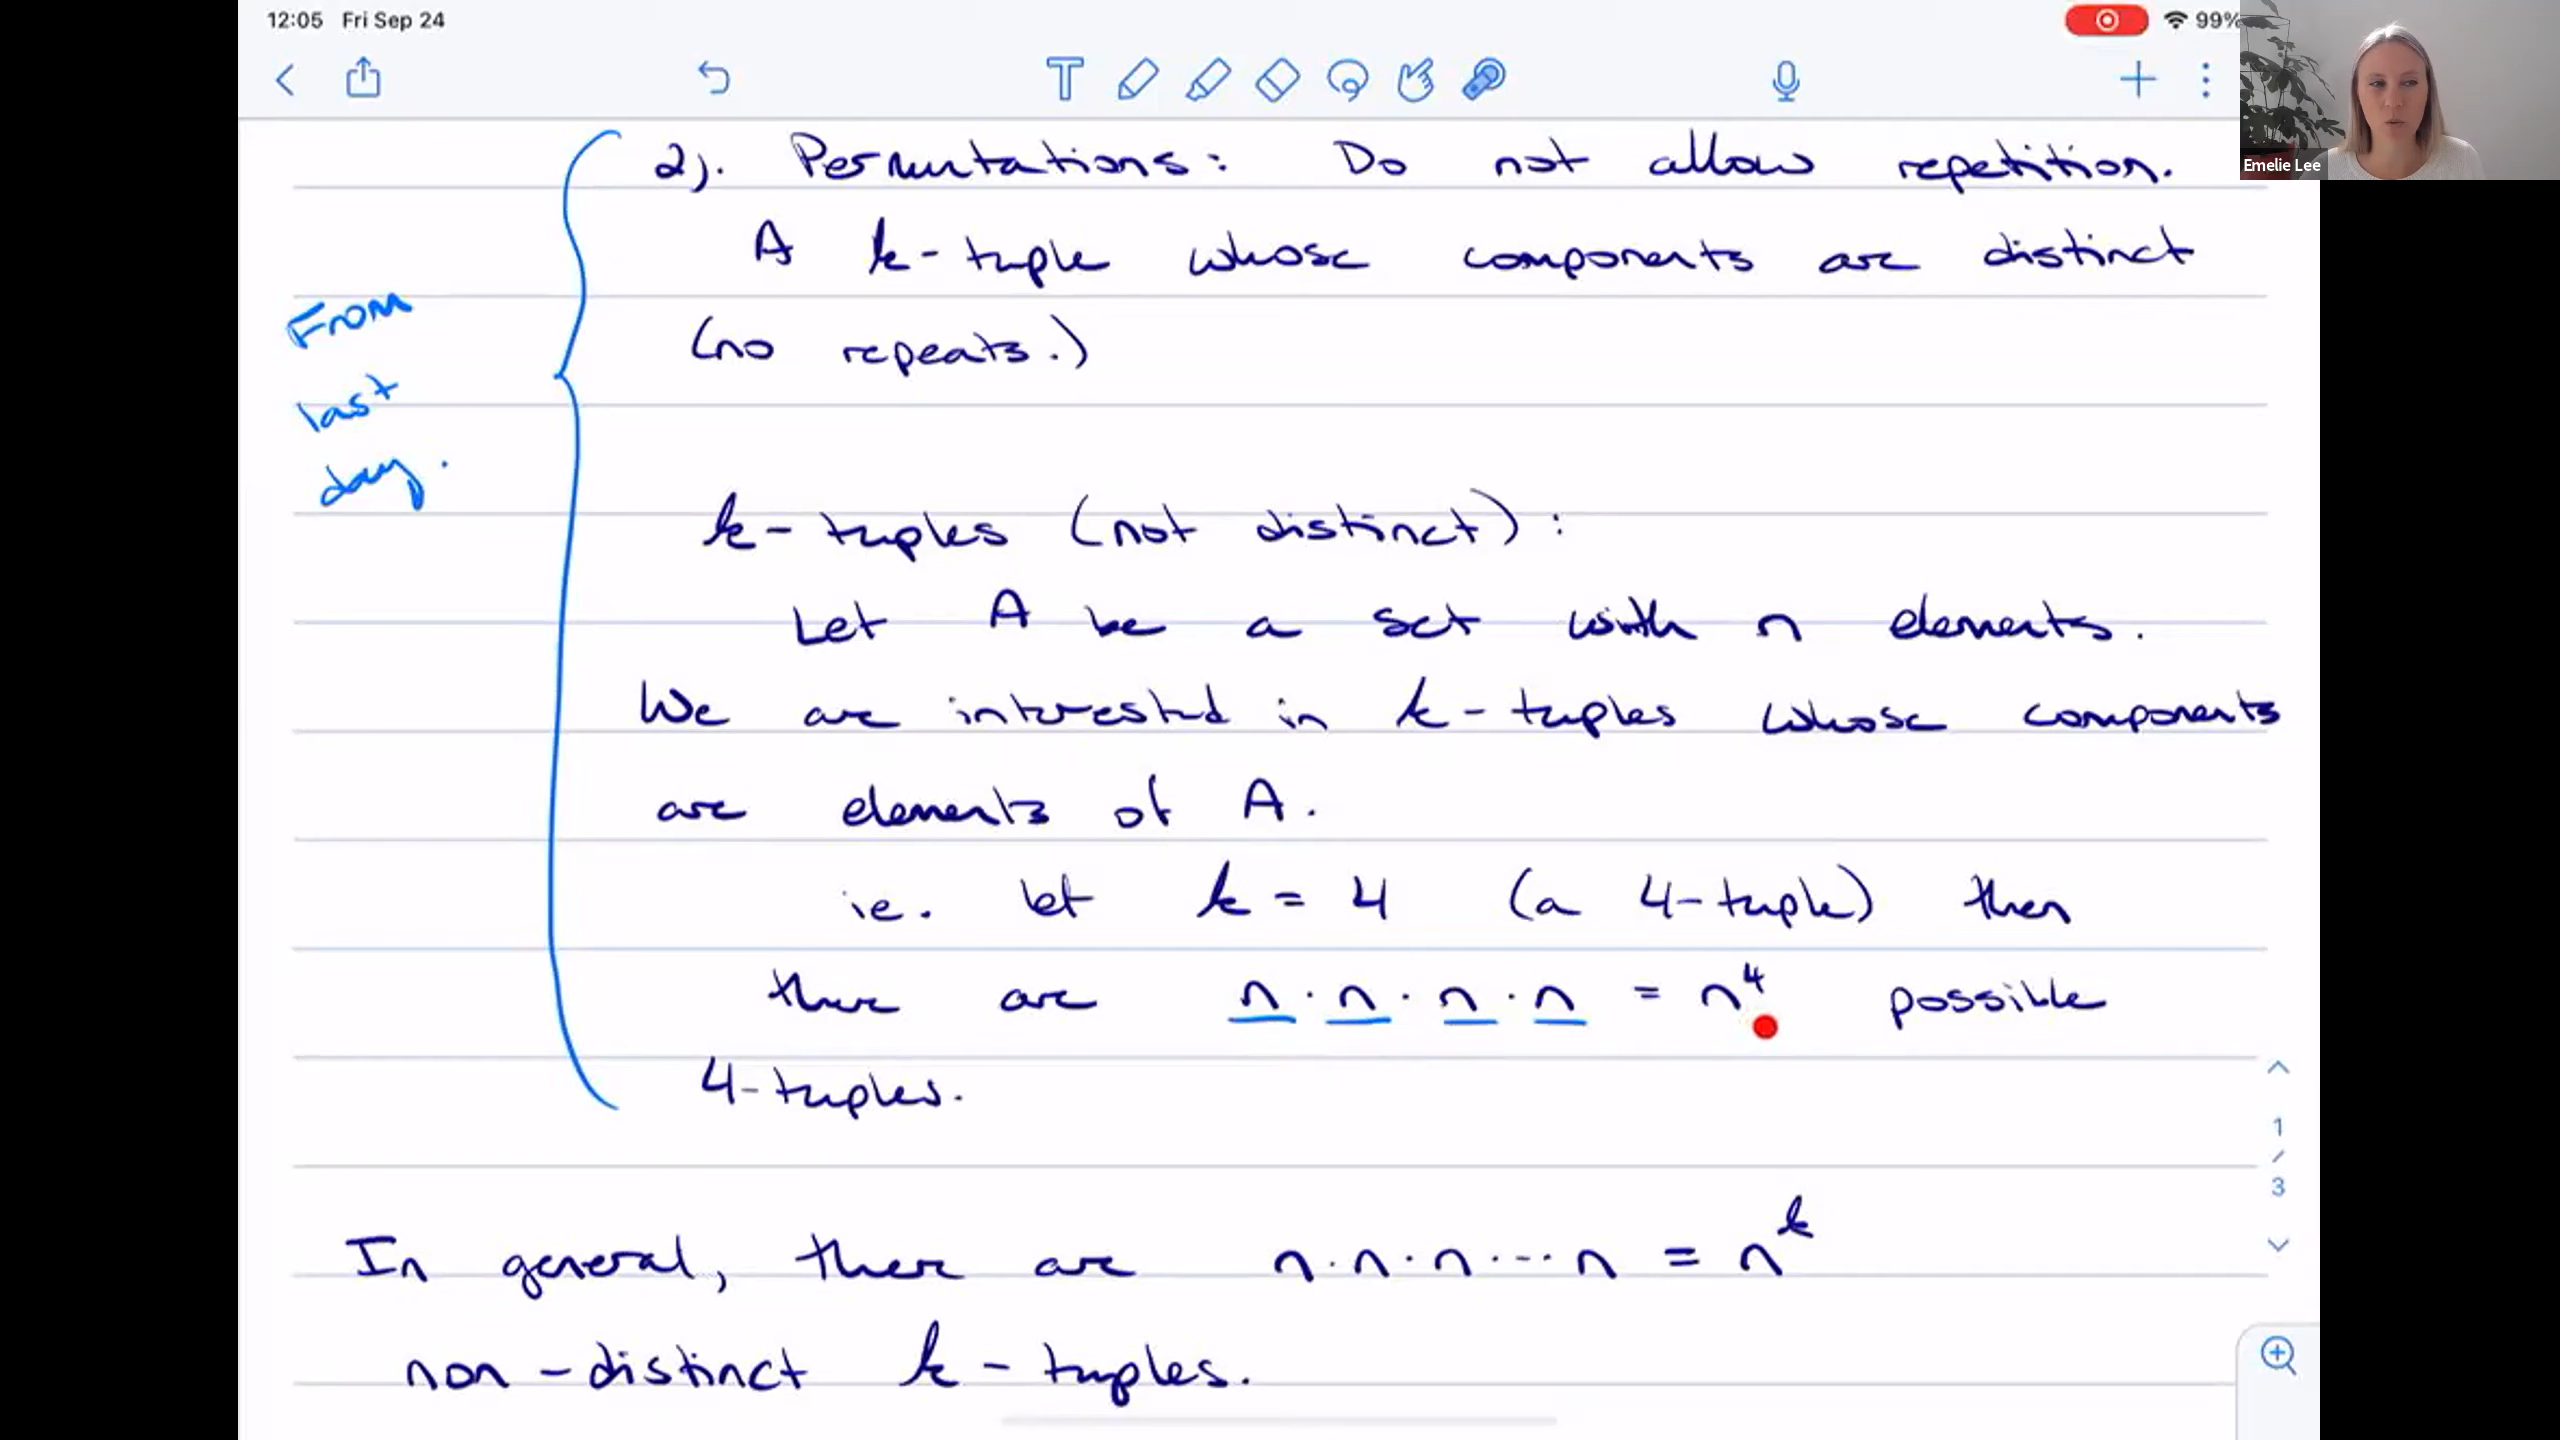 12:05 Fri Sep 24
99%
Emelie Lee
2). Permutations: Do not allow repetition.
A k-tuple whose components are distinct
(no repeats.)
From
last
day.
k-tuples (not distinct):
Let A be a set with n elements.
We are interested in k-tuples whose components
are elements of A.
ie. let k = 4 (a 4-tuple) then
there are n · n · n · n = n⁴ possible
4-tuples.
1
/
3
In general, there are n·n·n···n = nᵏ
non-distinct k-tuples.